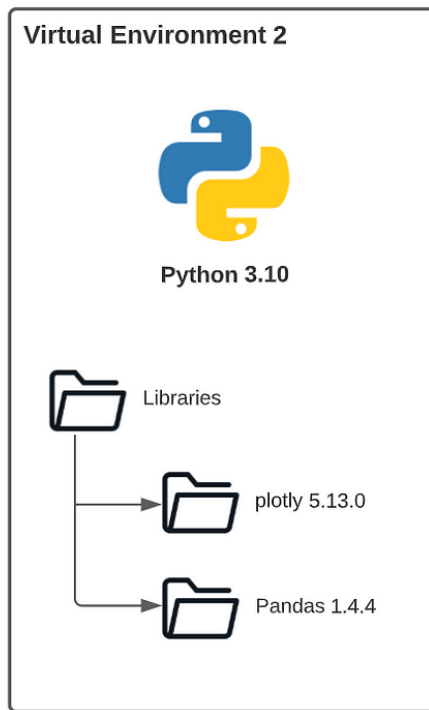 Virtual Environment 2
Python 3.10
Libraries
plotly 5.13.0
Pandas 1.4.4